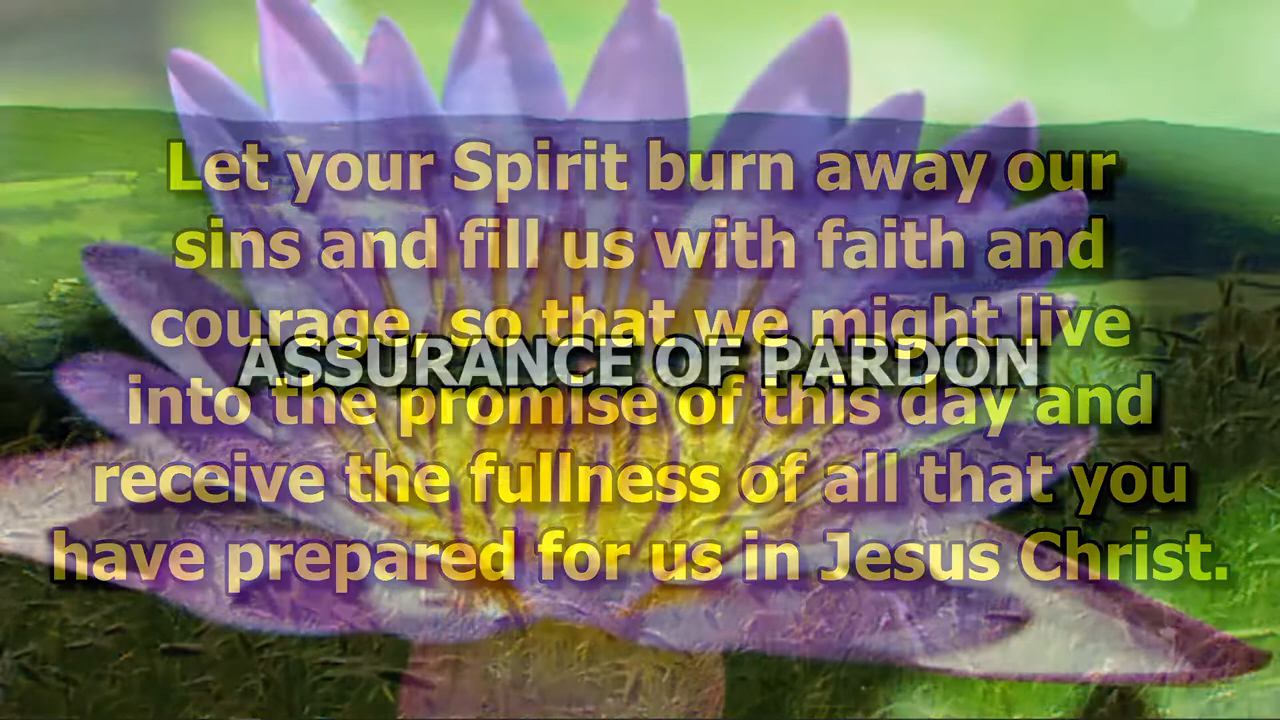 Let your Spirit burn away our
sins and fill us with faith and
courage, so that we might live
ASSURANCE OF PARDON
into the promise of this day and
receive the fullness of all that you
have prepared for us in Jesus Christ.